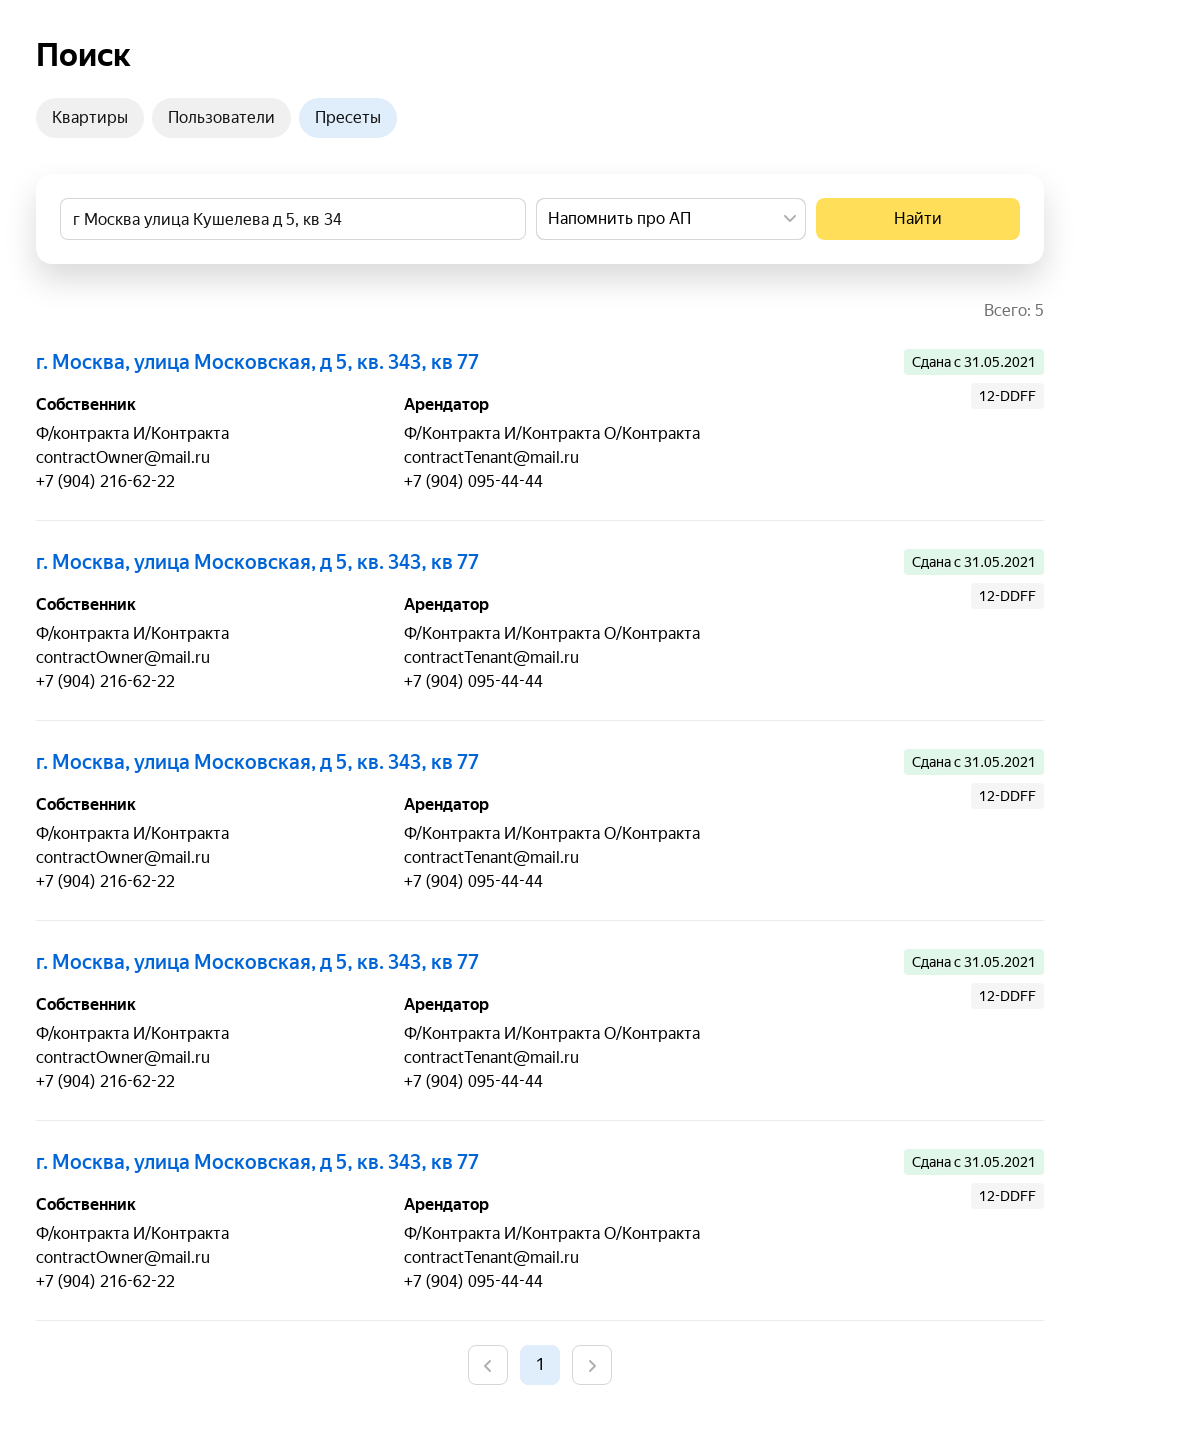 Поиск
Квартиры Пользователи Пресеты
г Москва улица Кушелева д 5, кв 34 Напомнить про АП Найти
Всего: 5
г. Москва, улица Московская, д 5, кв. 343, кв 77 Сдана с 31.05.2021
12-DDFF
Собственник Арендатор
Ф/контракта И/Контракта Ф/Контракта И/Контракта О/Контракта
contractOwner@mail.ru contractTenant@mail.ru
+7 (904) 216-62-22 +7 (904) 095-44-44
г. Москва, улица Московская, д 5, кв. 343, кв 77 Сдана с 31.05.2021
12-DDFF
Собственник Арендатор
Ф/контракта И/Контракта Ф/Контракта И/Контракта О/Контракта
contractOwner@mail.ru contractTenant@mail.ru
+7 (904) 216-62-22 +7 (904) 095-44-44
г. Москва, улица Московская, д 5, кв. 343, кв 77 Сдана с 31.05.2021
12-DDFF
Собственник Арендатор
Ф/контракта И/Контракта Ф/Контракта И/Контракта О/Контракта
contractOwner@mail.ru contractTenant@mail.ru
+7 (904) 216-62-22 +7 (904) 095-44-44
г. Москва, улица Московская, д 5, кв. 343, кв 77 Сдана с 31.05.2021
12-DDFF
Собственник Арендатор
Ф/контракта И/Контракта Ф/Контракта И/Контракта О/Контракта
contractOwner@mail.ru contractTenant@mail.ru
+7 (904) 216-62-22 +7 (904) 095-44-44
г. Москва, улица Московская, д 5, кв. 343, кв 77 Сдана с 31.05.2021
12-DDFF
Собственник Арендатор
Ф/контракта И/Контракта Ф/Контракта И/Контракта О/Контракта
contractOwner@mail.ru contractTenant@mail.ru
+7 (904) 216-62-22 +7 (904) 095-44-44
1